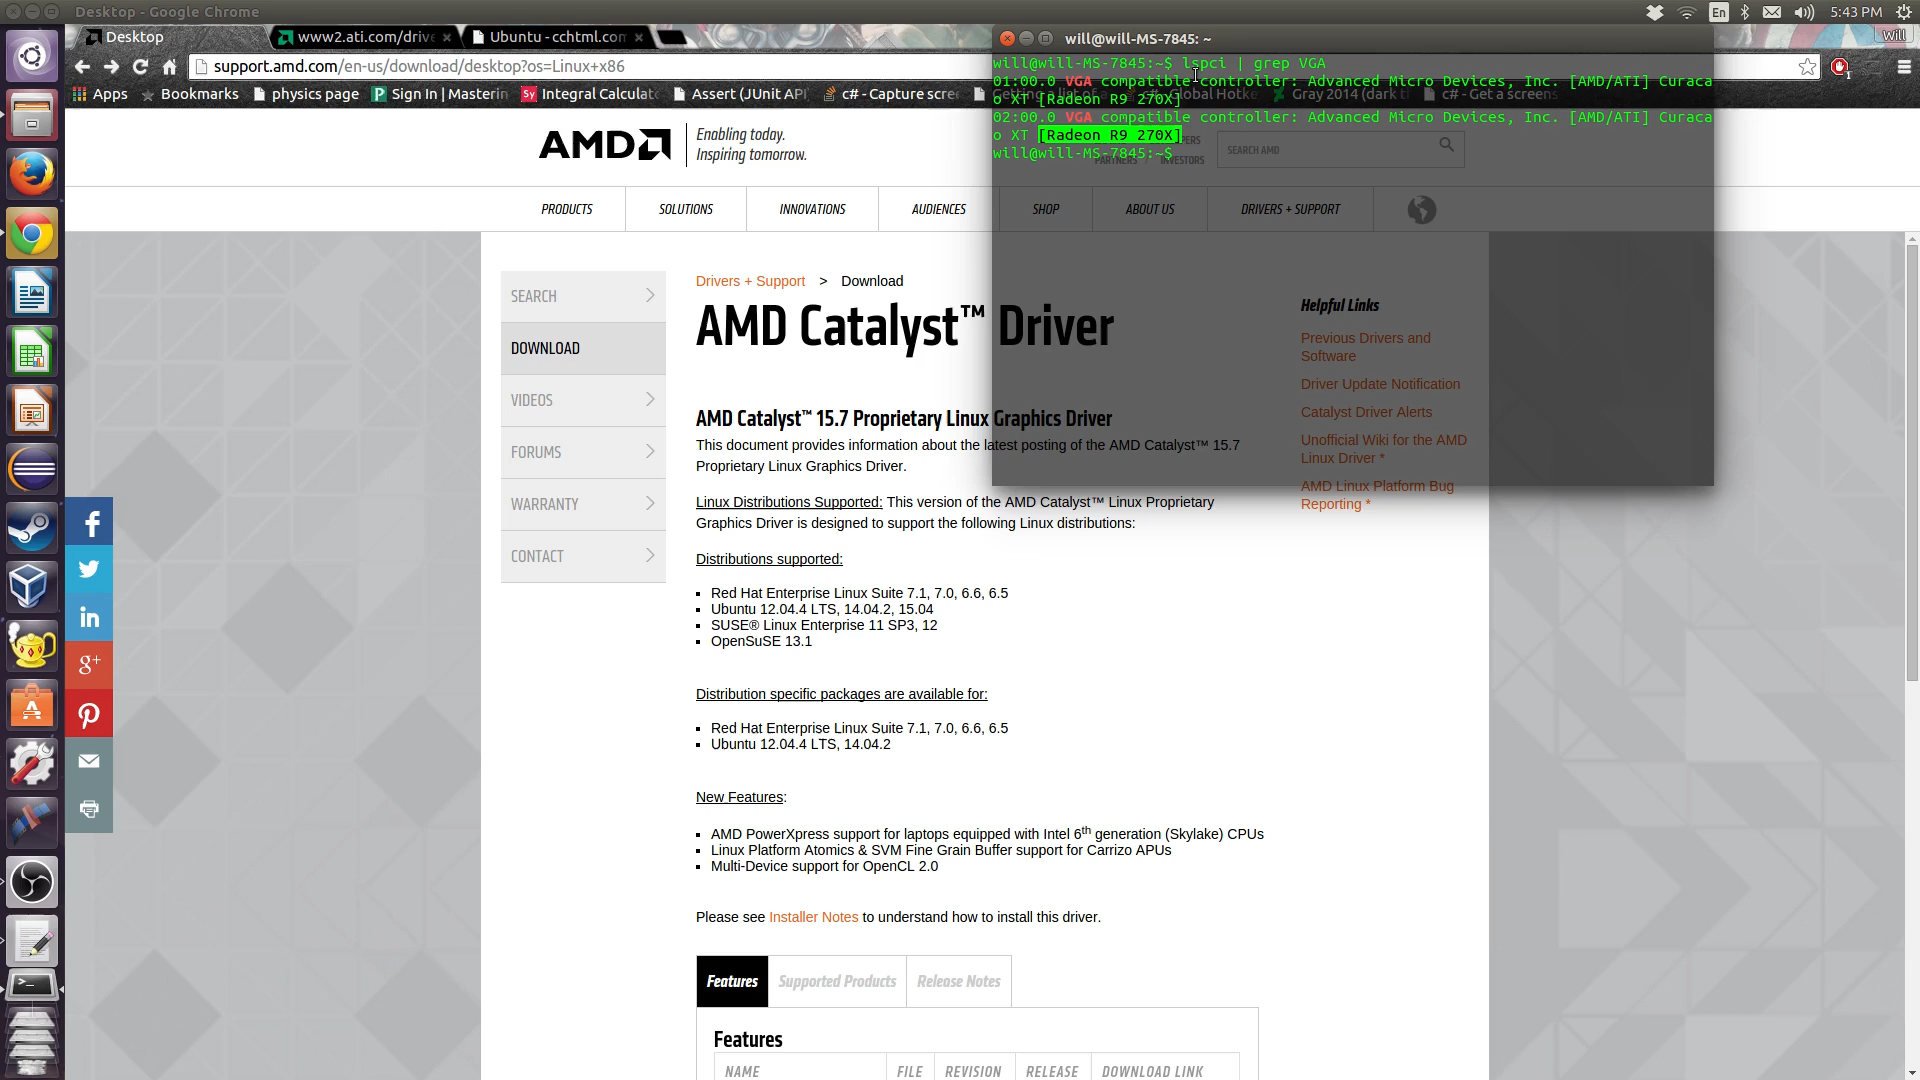 Desktop - Google Chrome
En
5:43 PM
Desktop
www2.ati.com/drive
Ubuntu - cchtml.com
Will
support.amd.com/en-us/download/desktop?os=Linux+x86
Apps
Bookmarks
physics page
Sign In | Masterin
Integral Calculato
Assert (JUnit API
c# - Capture scre
Getting a list of a
c# - Global Hotke
Gray 2014 (dark t
c# - Get a screens
will@will-MS-7845: ~
will@will-MS-7845:~$ lspci | grep VGA
01:00.0 VGA compatible controller: Advanced Micro Devices, Inc. [AMD/ATI] Curaca
o XT [Radeon R9 270X]
02:00.0 VGA compatible controller: Advanced Micro Devices, Inc. [AMD/ATI] Curaca
o XT [Radeon R9 270X]
will@will-MS-7845:~$
AMD
Enabling today.
Inspiring tomorrow.
PARTNERS
INVESTORS
SEARCH AMD
PRODUCTS
SOLUTIONS
INNOVATIONS
AUDIENCES
SHOP
ABOUT US
DRIVERS + SUPPORT
SEARCH
DOWNLOAD
VIDEOS
FORUMS
WARRANTY
CONTACT
Drivers + Support > Download
AMD Catalyst™ Driver
AMD Catalyst™ 15.7 Proprietary Linux Graphics Driver
This document provides information about the latest posting of the AMD Catalyst™ 15.7
Proprietary Linux Graphics Driver.
Linux Distributions Supported: This version of the AMD Catalyst™ Linux Proprietary
Graphics Driver is designed to support the following Linux distributions:
Distributions supported:
Red Hat Enterprise Linux Suite 7.1, 7.0, 6.6, 6.5
Ubuntu 12.04.4 LTS, 14.04.2, 15.04
SUSE® Linux Enterprise 11 SP3, 12
OpenSuSE 13.1
Distribution specific packages are available for:
Red Hat Enterprise Linux Suite 7.1, 7.0, 6.6, 6.5
Ubuntu 12.04.4 LTS, 14.04.2
New Features:
AMD PowerXpress support for laptops equipped with Intel 6th generation (Skylake) CPUs
Linux Platform Atomics & SVM Fine Grain Buffer support for Carrizo APUs
Multi-Device support for OpenCL 2.0
Please see Installer Notes to understand how to install this driver.
Features
Supported Products
Release Notes
Features
NAME
FILE
REVISION
RELEASE
DOWNLOAD LINK
Helpful Links
Previous Drivers and
Software
Driver Update Notification
Catalyst Driver Alerts
Unofficial Wiki for the AMD
Linux Driver *
AMD Linux Platform Bug
Reporting *